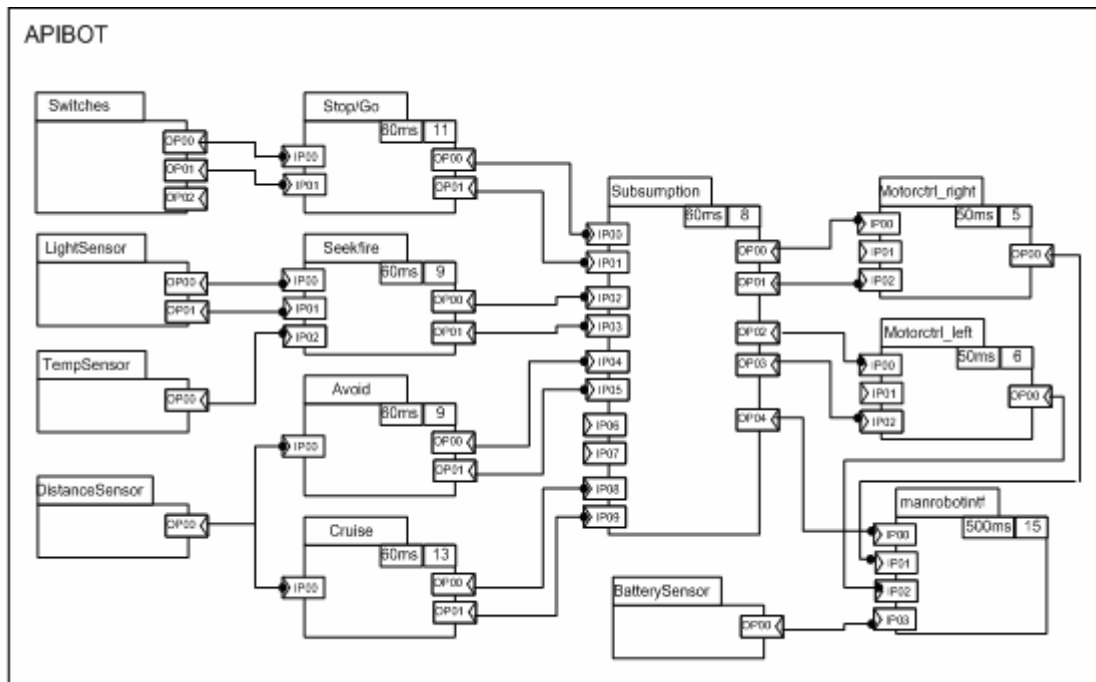 APIBOT
Switches
OP00
OP01
OP02
Stop/Go
60ms 11
IP00
IP01
OP00
OP01
LightSensor
OP00
OP01
Seekfire
60ms 9
IP00
IP01
IP02
OP00
OP01
TempSensor
OP00
Avoid
60ms 9
IP00
OP00
OP01
DistanceSensor
OP00
Cruise
60ms 13
IP00
OP00
OP01
Subsumption
60ms 8
IP00
IP01
IP02
IP03
IP04
IP05
IP06
IP07
IP08
IP09
OP00
OP01
OP02
OP03
OP04
Motorctrl_right
50ms 5
IP00
IP01
IP02
OP00
Motorctrl_left
50ms 6
IP00
IP01
IP02
OP00
manrobotintf
500ms 15
IP00
IP01
IP02
IP03
BatterySensor
OP00